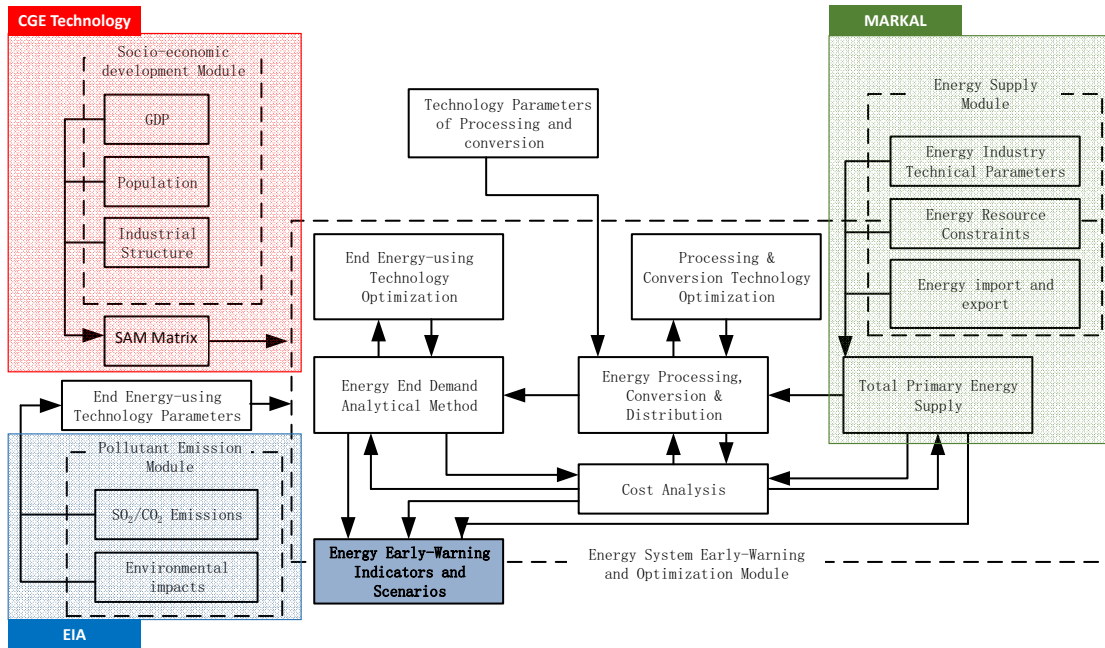 CGE Technology
Socio-economic
development Module
GDP
Population
Industrial
Structure
SAM Matrix
End Energy-using
Technology Parameters
Pollutant Emission
Module
SO₂/CO₂ Emissions
Environmental
impacts
EIA
Technology Parameters
of Processing and
conversion
End Energy-using
Technology
Optimization
Processing &
Conversion Technology
Optimization
Energy End Demand
Analytical Method
Energy Processing,
Conversion &
Distribution
Cost Analysis
Energy Early-Warning
Indicators and
Scenarios
Energy System Early-Warning
and Optimization Module
MARKAL
Energy Supply
Module
Energy Industry
Technical Parameters
Energy Resource
Constraints
Energy import and
export
Total Primary Energy
Supply